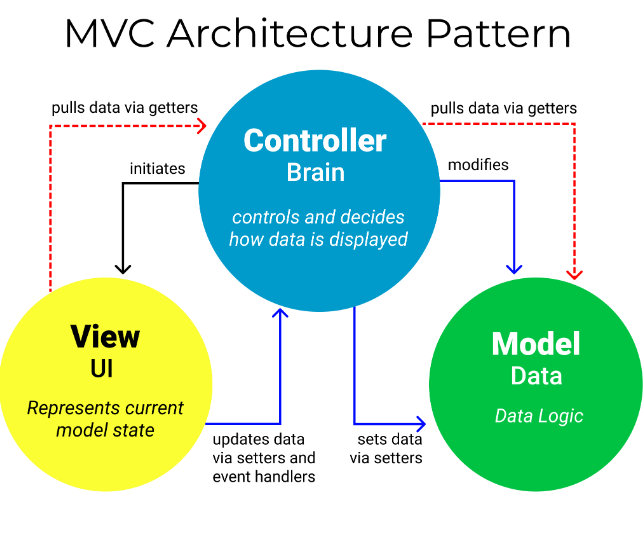 MVC Architecture Pattern
pulls data via getters
pulls data via getters
Controller
Brain
controls and decides
how data is displayed
initiates
modifies
View
UI
Represents current
model state
Model
Data
Data Logic
updates data
via setters and
event handlers
sets data
via setters